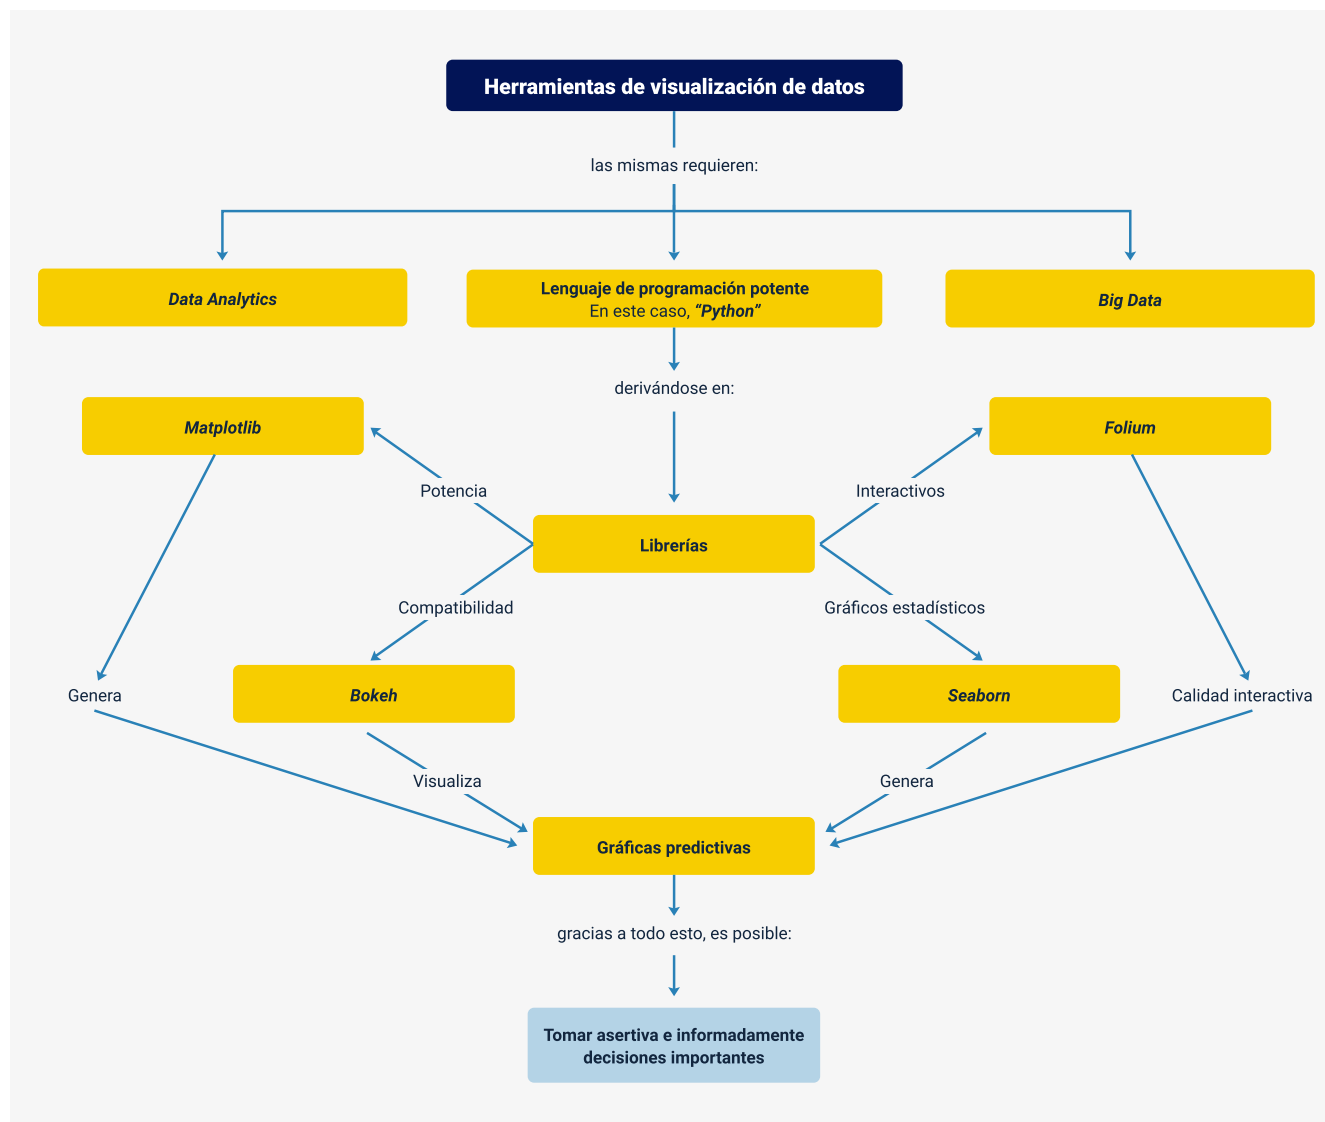 Herramientas de visualización de datos
las mismas requieren:
Data Analytics
Lenguaje de programación potente
En este caso, “Python”
Big Data
derivándose en:
Matplotlib
Folium
Potencia
Interactivos
Librerías
Compatibilidad
Gráficos estadísticos
Genera
Bokeh
Seaborn
Calidad interactiva
Visualiza
Genera
Gráficas predictivas
gracias a todo esto, es posible:
Tomar asertiva e informadamente
decisiones importantes